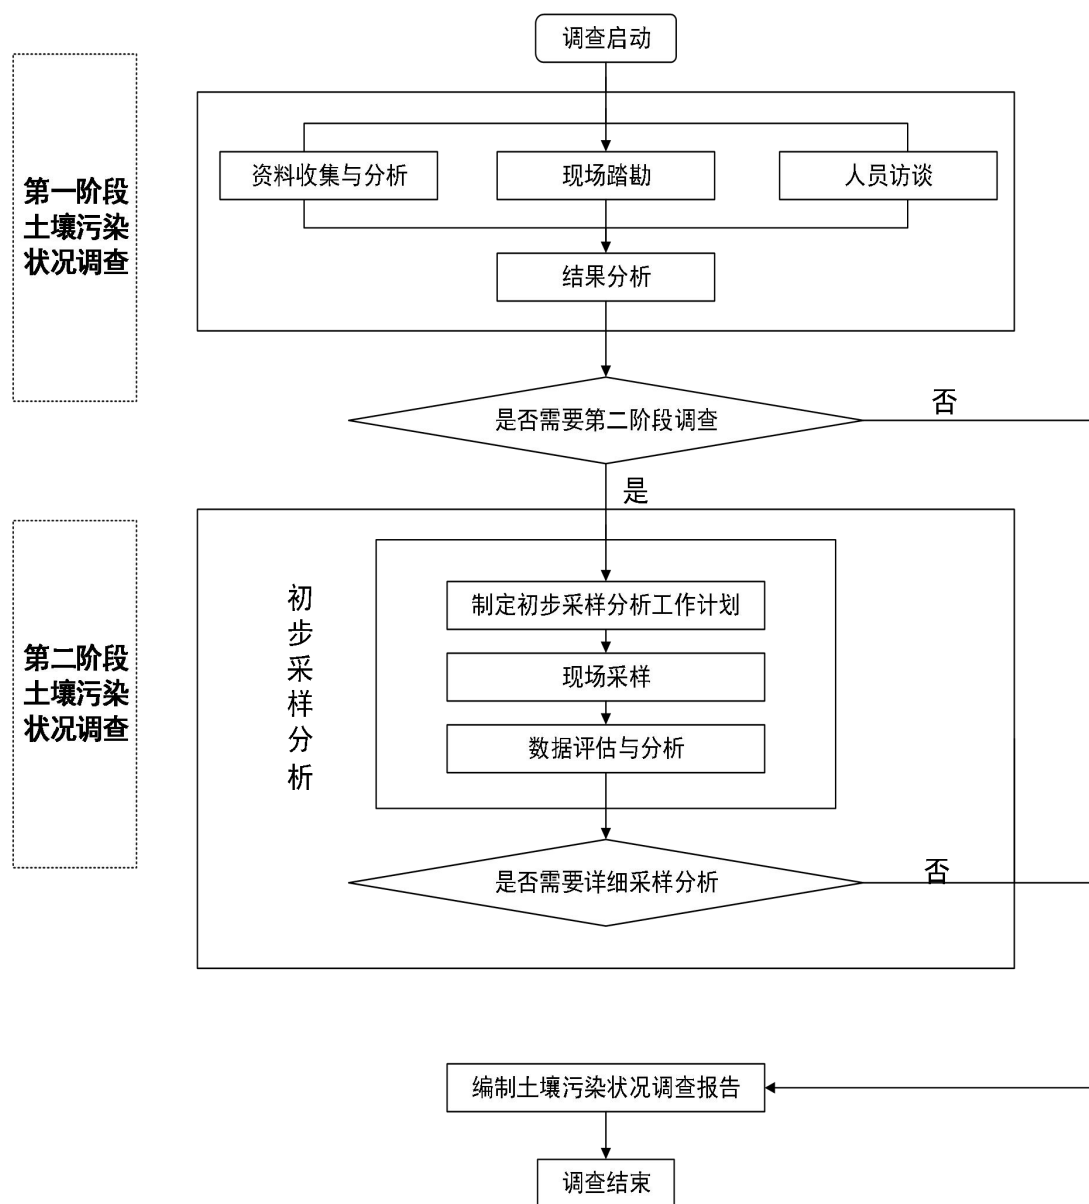 调查启动
第一阶段
土壤污染
状况调查
资料收集与分析
现场踏勘
人员访谈
结果分析
是否需要第二阶段调查
否
是
第二阶段
土壤污染
状况调查
初步采样分析
制定初步采样分析工作计划
现场采样
数据评估与分析
是否需要详细采样分析
否
编制土壤污染状况调查报告
调查结束